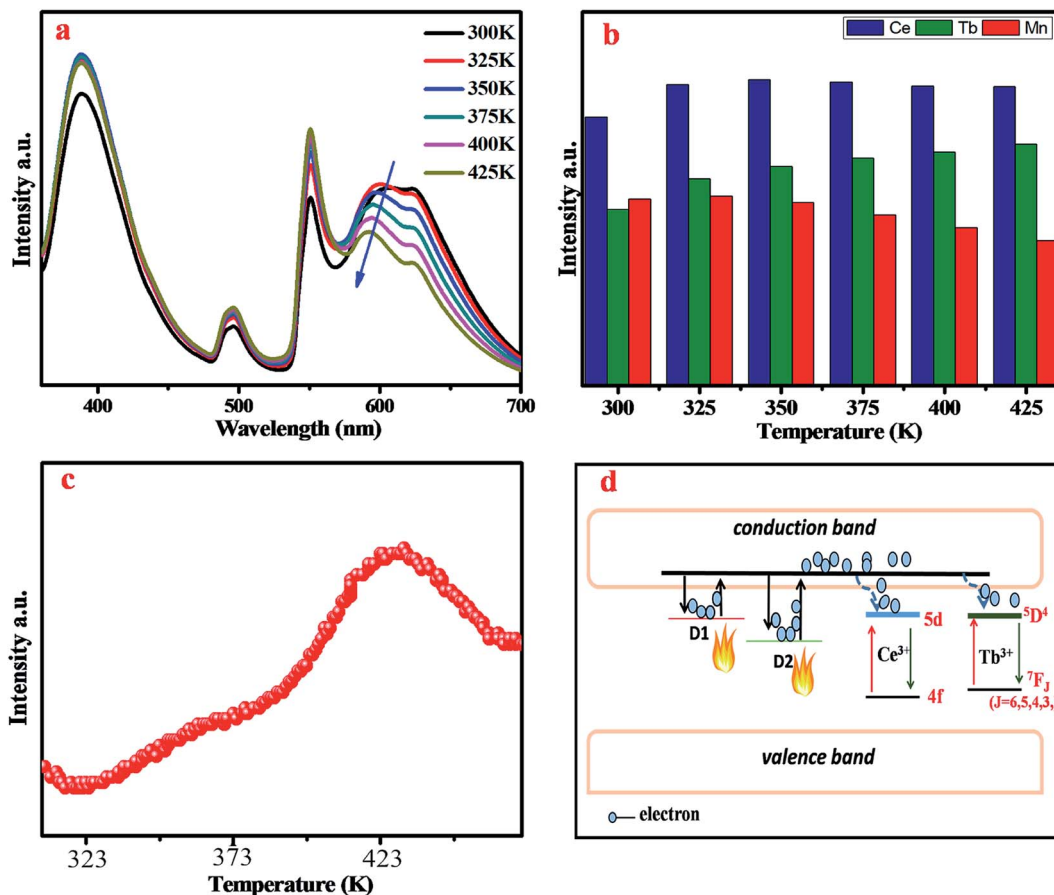 a
300K
325K
350K
375K
400K
425K
Intensity a.u.
400 500 600 700
Wavelength (nm)
b
Ce Tb Mn
Intensity a.u.
300 325 350 375 400 425
Temperature (K)
c
Intensity a.u.
323 373 423
Temperature (K)
d
conduction band
D1
D2
5d
Ce³⁺
4f
⁵D⁴
Tb³⁺
⁷F_J
(J=6,5,4,3,
valence band
electron